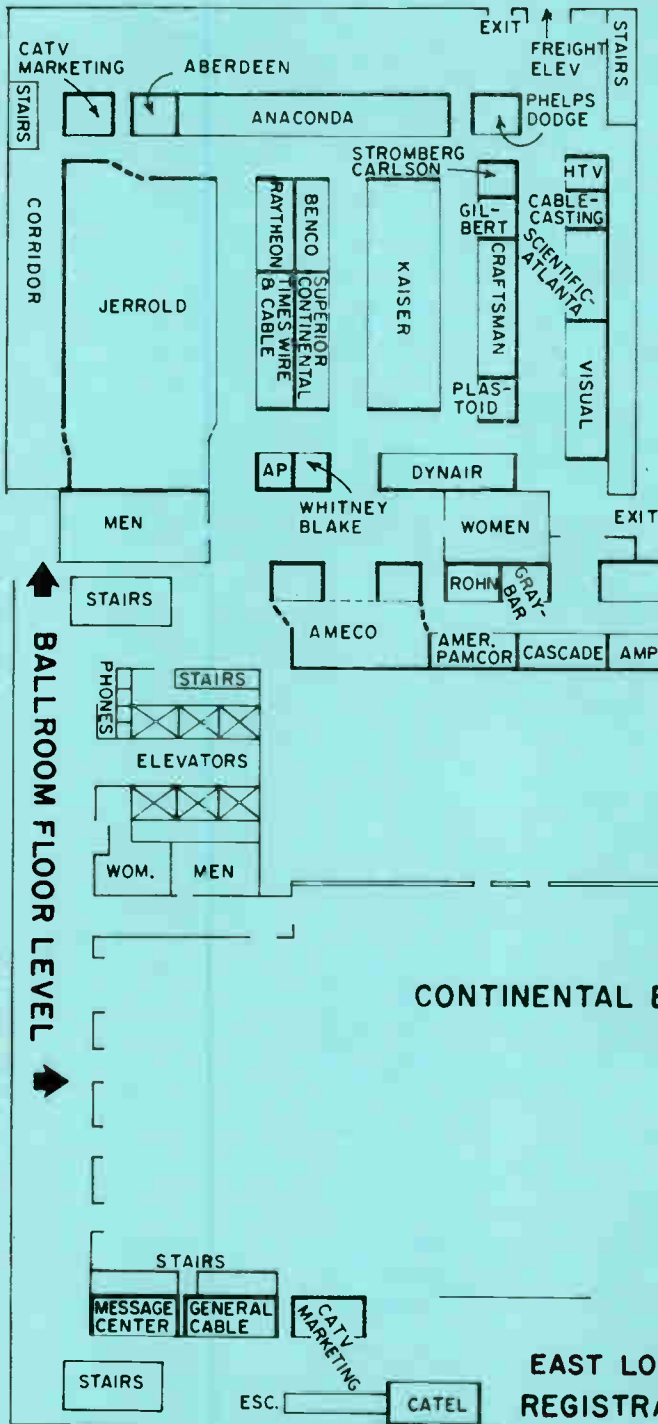 EXIT
FREIGHT
ELEV
STAIRS
CATV
MARKETING
ABERDEEN
STAIRS
ANACONDA
PHELPS
DODGE
STROMBERG
CARLSON
HTV
CORRIDOR
JERROLD
RAYTHEON
BENCO
KAISER
GIL-
BERT
CABLE-
CASTING
SCIENTIFIC-
ATLANTA
TIMES WIRE
& CABLE
SUPERIOR
CONTINENTAL
CRAFTSMAN
VISUAL
PLAS-
TOID
AP
WHITNEY
BLAKE
DYNAIR
MEN
WOMEN
EXIT
STAIRS
ROHN
GRAY-
BAR
AMECO
AMER.
PAMCOR
CASCADE
AMP
BALLROOM FLOOR LEVEL
PHONES
STAIRS
ELEVATORS
WOM.
MEN
CONTINENTAL
STAIRS
MESSAGE
CENTER
GENERAL
CABLE
CATV
MARKETING
STAIRS
ESC.
CATEL
EAST LO
REGISTRA